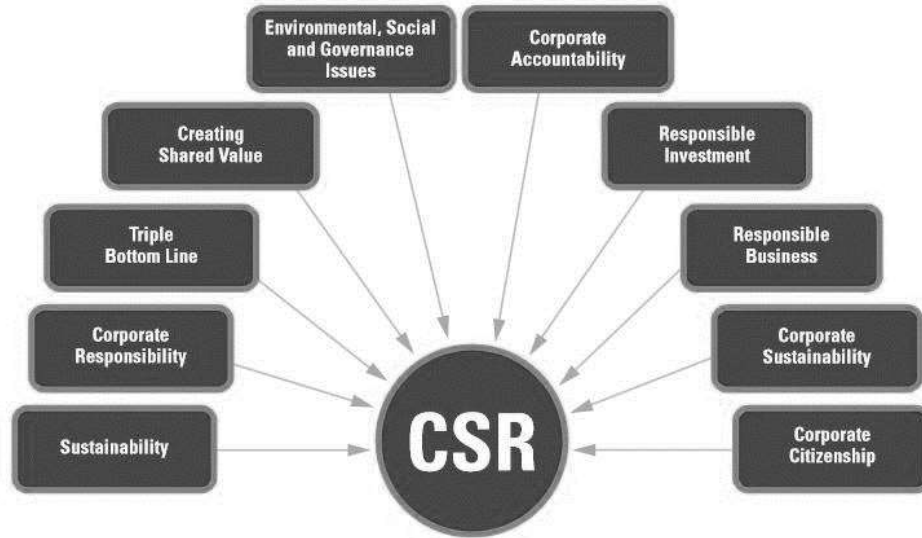 Environmental, Social
and Governance
Issues
Corporate
Accountability
Creating
Shared Value
Responsible
Investment
Triple
Bottom Line
Responsible
Business
Corporate
Responsibility
Corporate
Sustainability
Sustainability
CSR
Corporate
Citizenship